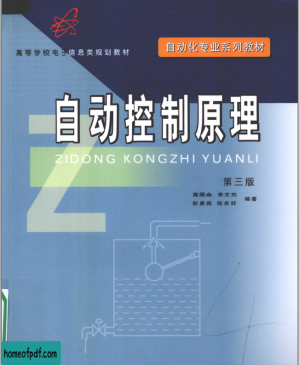 高等学校电子信息类规划教材
自动化专业系列教材
自动控制原理
ZIDONG KONGZHI YUANLI
第三版
编著
homeofpdf.com